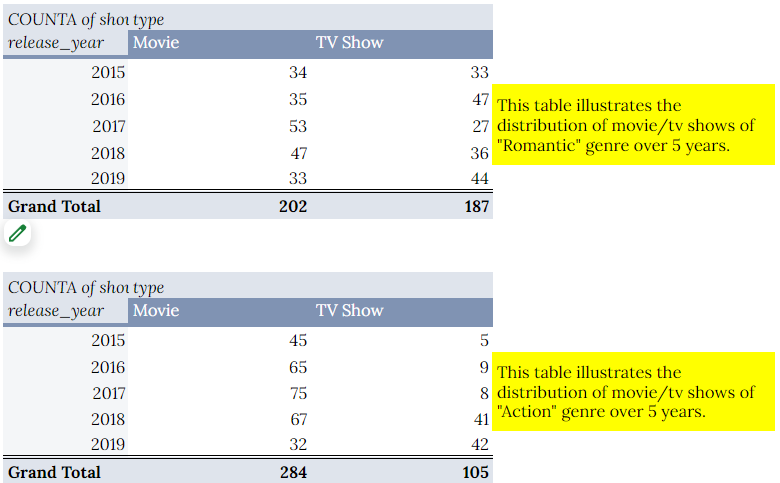 COUNTA of show type
release_year Movie TV Show
2015 34 33
2016 35 47
2017 53 27
2018 47 36
2019 33 44
Grand Total 202 187
This table illustrates the
distribution of movie/tv shows of
"Romantic" genre over 5 years.
COUNTA of show type
release_year Movie TV Show
2015 45 5
2016 65 9
2017 75 8
2018 67 41
2019 32 42
Grand Total 284 105
This table illustrates the
distribution of movie/tv shows of
"Action" genre over 5 years.